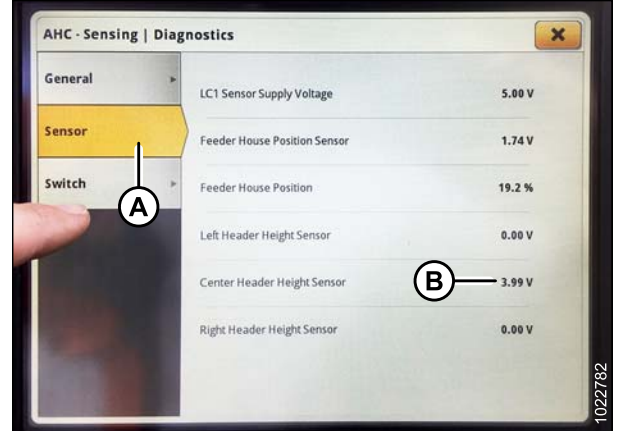 AHC - Sensing | Diagnostics
General
Sensor
Switch
LC1 Sensor Supply Voltage 5.00 V
Feeder House Position Sensor 1.74 V
Feeder House Position 19.2 %
Left Header Height Sensor 0.00 V
Center Header Height Sensor 3.99 V
Right Header Height Sensor 0.00 V
A
B
1022782